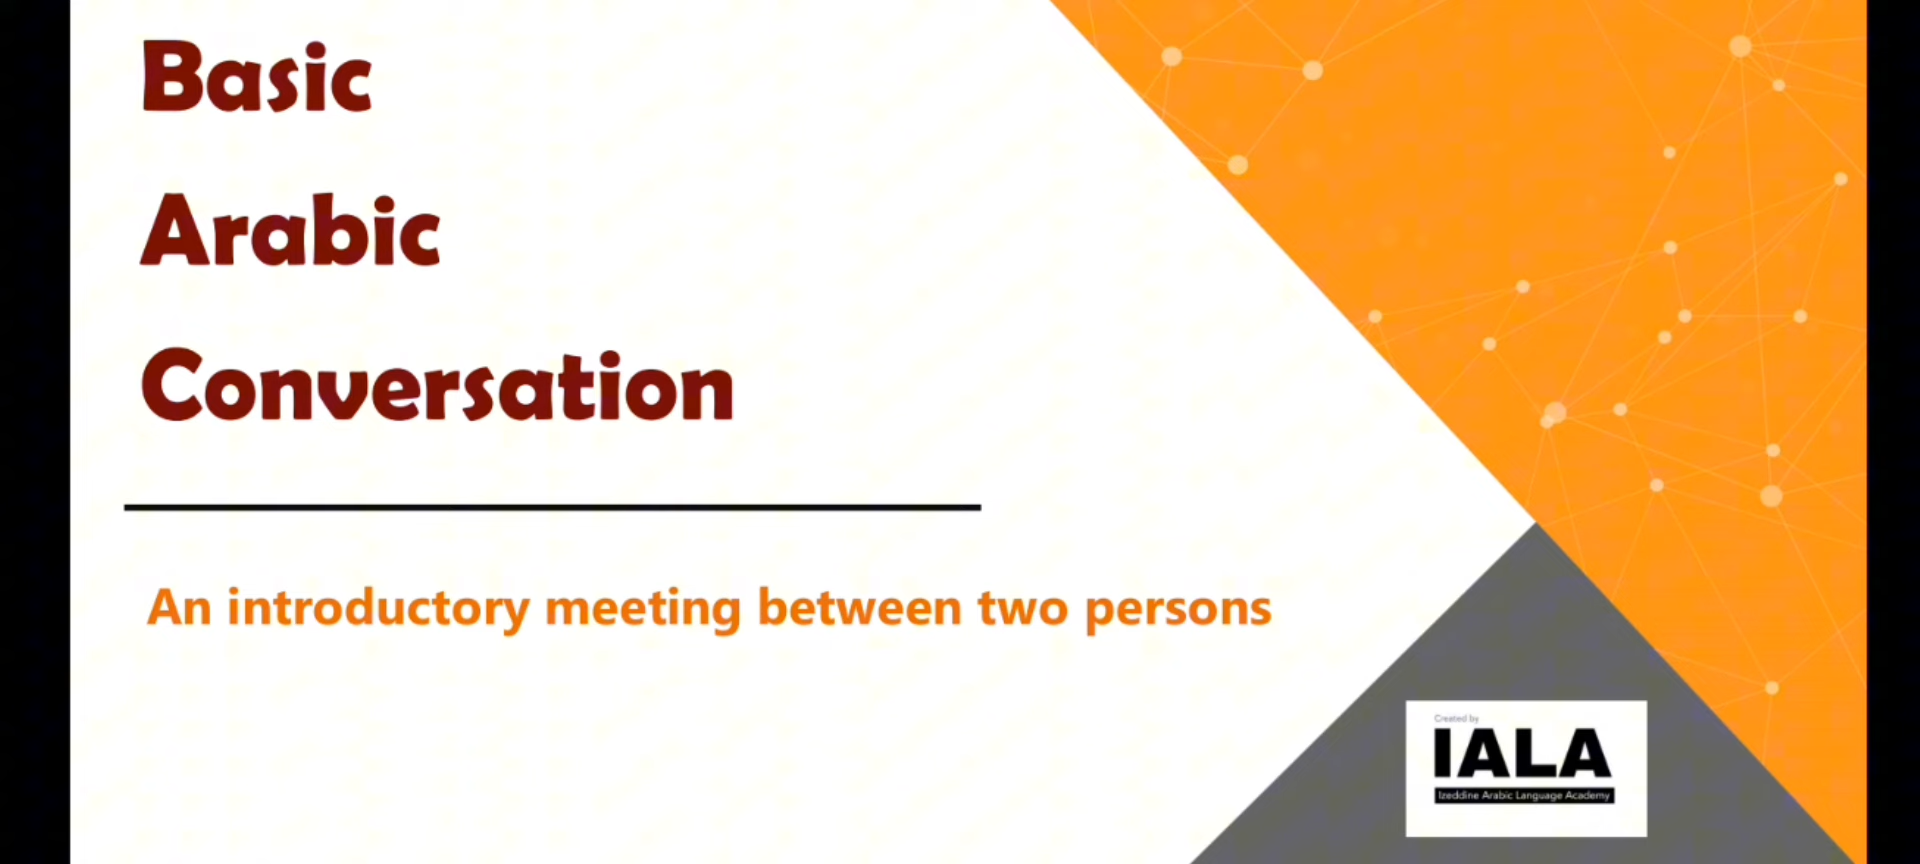 Basic
Arabic
Conversation
An introductory meeting between two persons
Created by
IALA
Izeddine Arabic Language Academy